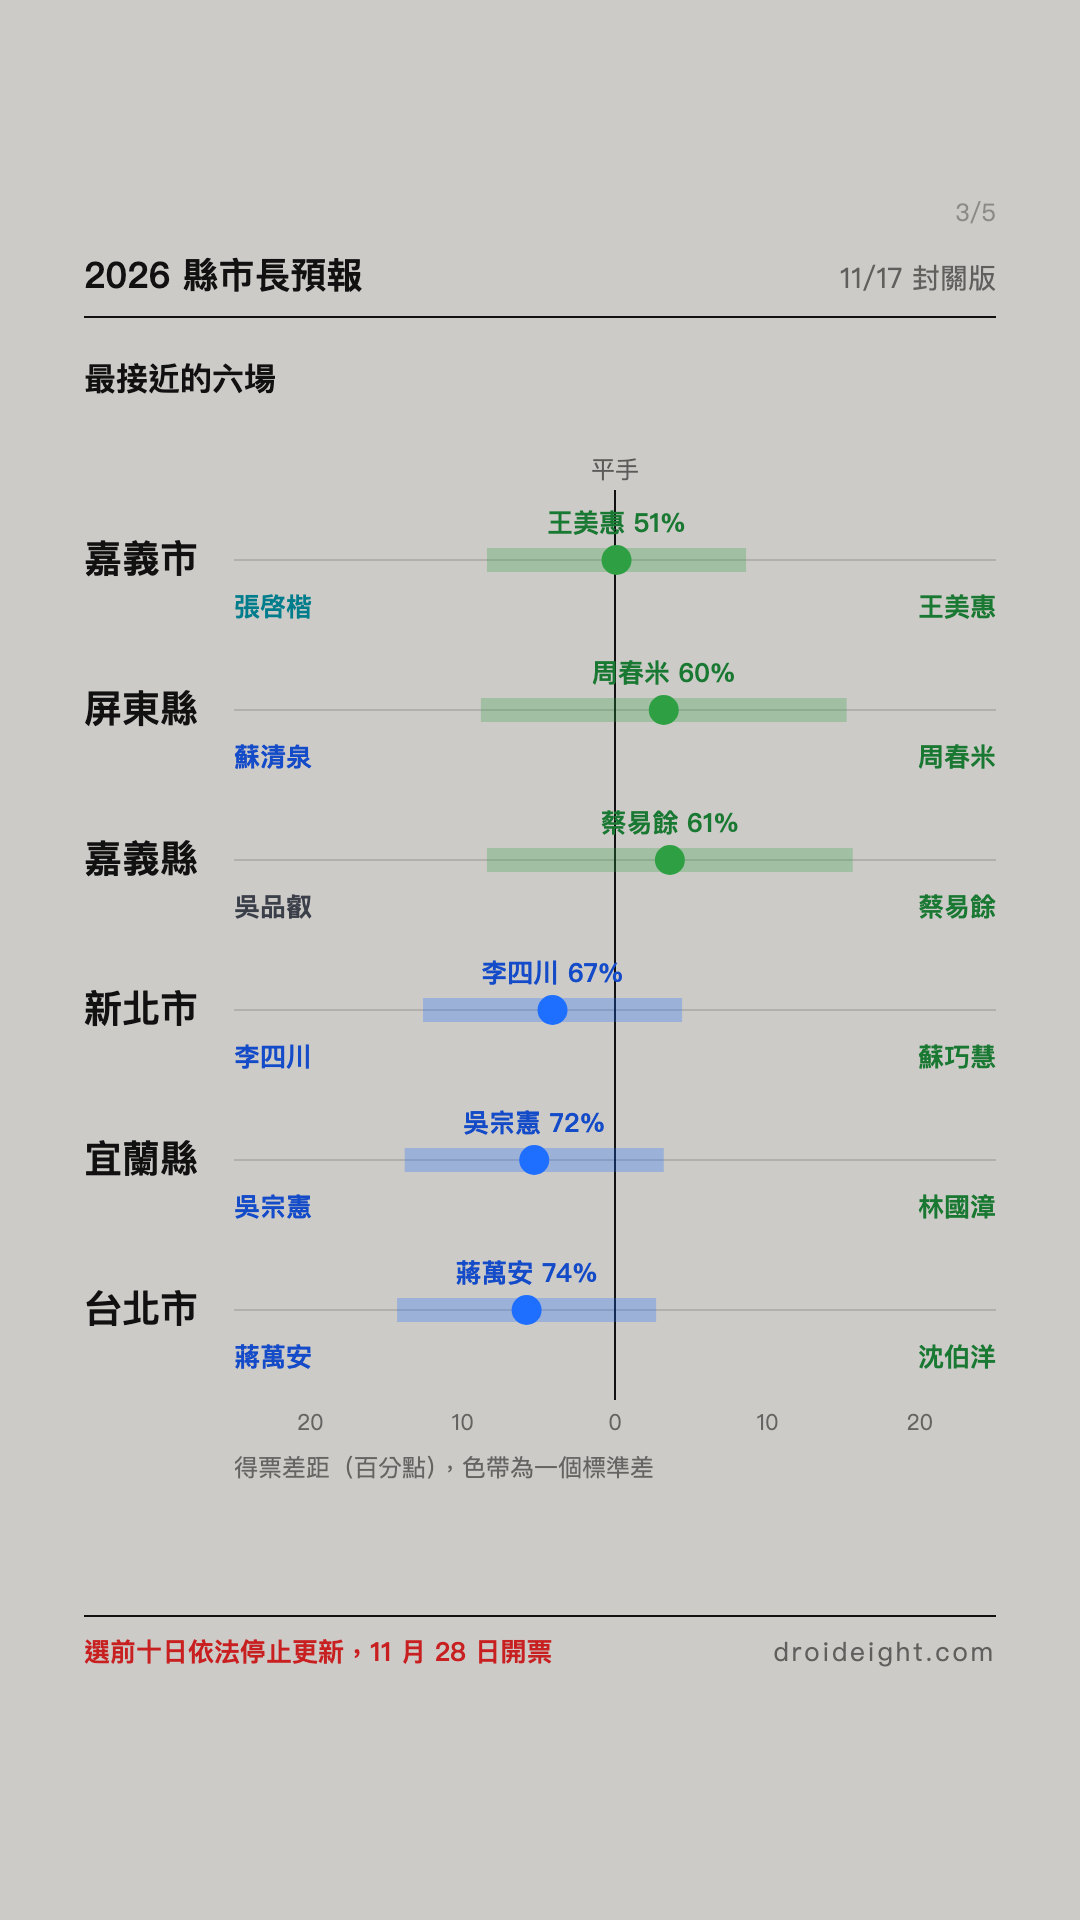 3/5
2026 縣市長預報
11/17 封關版
最接近的六場
平手
王美惠 51%
嘉義市
張啓楷
王美惠
周春米 60%
屏東縣
蘇清泉
周春米
蔡易餘 61%
嘉義縣
吳品叡
蔡易餘
李四川 67%
新北市
李四川
蘇巧慧
吳宗憲 72%
宜蘭縣
吳宗憲
林國漳
蔣萬安 74%
台北市
蔣萬安
沈伯洋
20 10 0 10 20
得票差距（百分點），色帶為一個標準差
選前十日依法停止更新，11 月 28 日開票
droideight.com